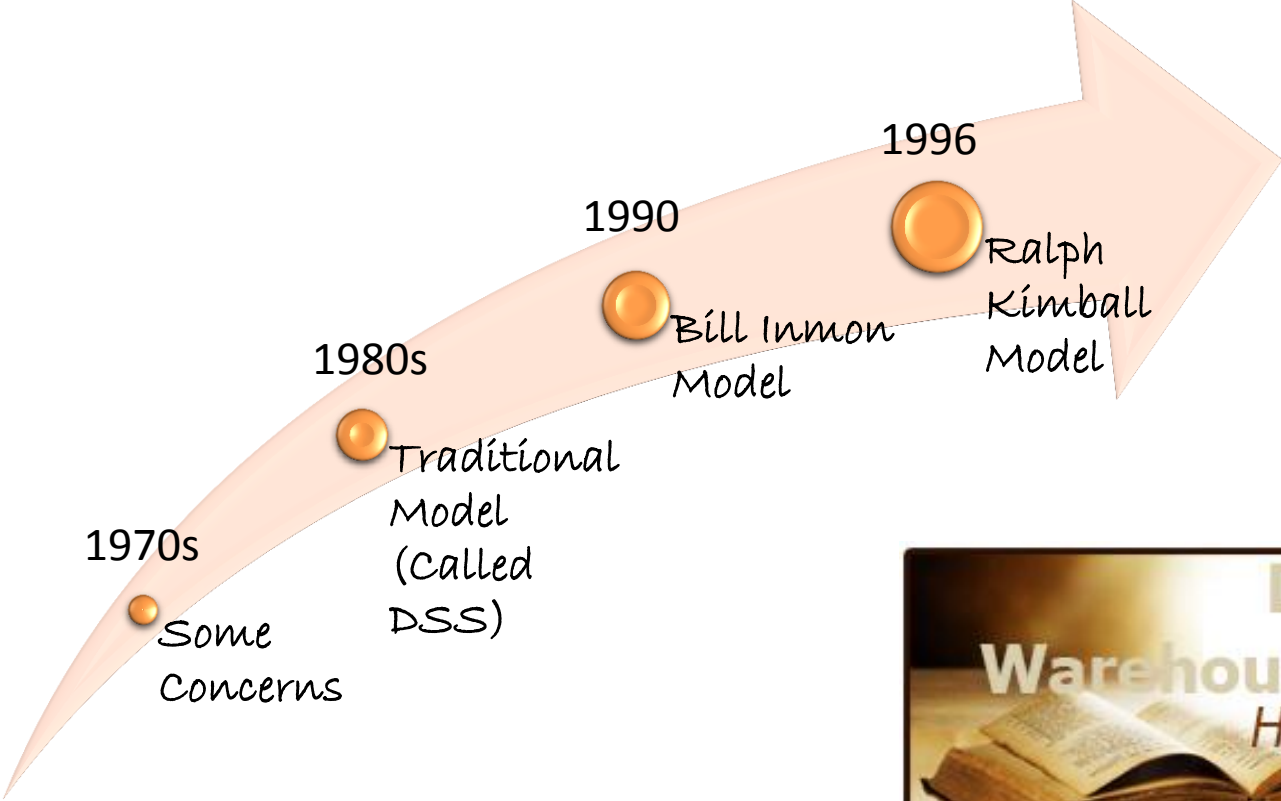 1996
1990
Ralph
Kimball
Model
Bill Inmon
Model
1980s
Traditional
Model
(Called
DSS)
1970s
Some
Concerns
Warehou
H